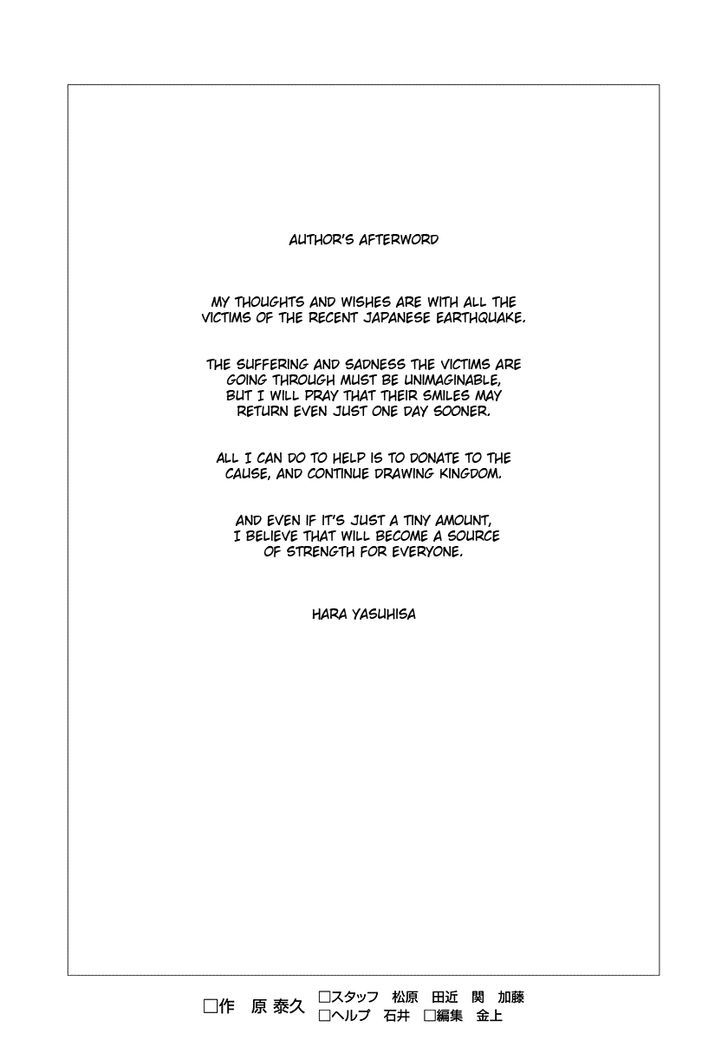 AUTHOR'S AFTERWORD
MY THOUGHTS AND WISHES ARE WITH ALL THE
VICTIMS OF THE RECENT JAPANESE EARTHQUAKE.
THE SUFFERING AND SADNESS THE VICTIMS ARE
GOING THROUGH MUST BE UNIMAGINABLE,
BUT I WILL PRAY THAT THEIR SMILES MAY
RETURN EVEN JUST ONE DAY SOONER.
ALL I CAN DO TO HELP IS TO DONATE TO THE
CAUSE, AND CONTINUE DRAWING KINGDOM.
AND EVEN IF IT'S JUST A TINY AMOUNT,
I BELIEVE THAT WILL BECOME A SOURCE
OF STRENGTH FOR EVERYONE.
HARA YASUHISA
□作 原 泰久
□スタッフ 松原 田近 関 加藤
□ヘルプ 石井 □編集 金上